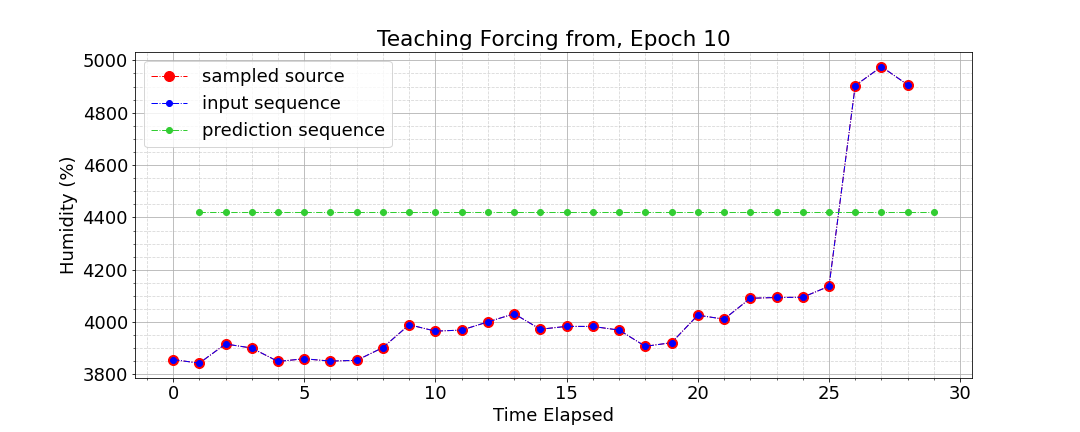 Teaching Forcing from, Epoch 10
5000
4800
4600
4400
4200
4000
3800
Humidity (%)
sampled source
input sequence
prediction sequence
0 5 10 15 20 25 30
Time Elapsed